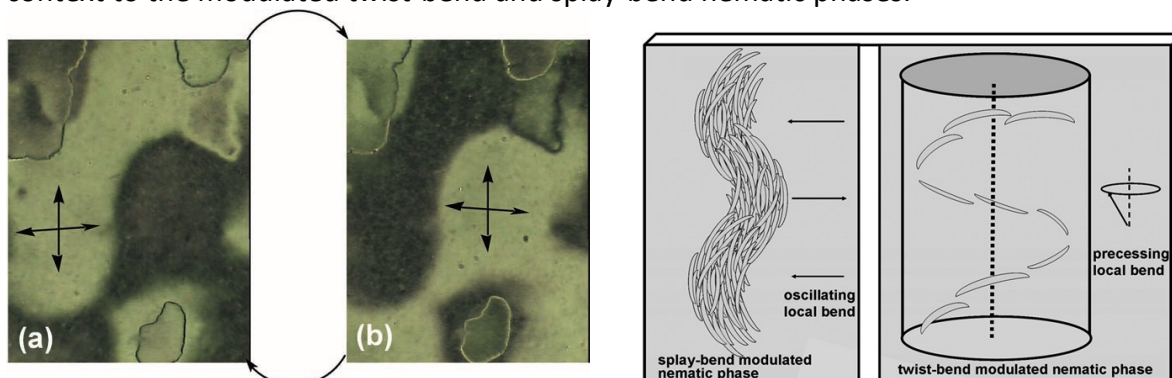 context to the modulated twist-bend and splay-bend nematic phases.
(a)
(b)
oscillating
local bend
splay-bend modulated
nematic phase
precessing
local bend
twist-bend modulated nematic phase